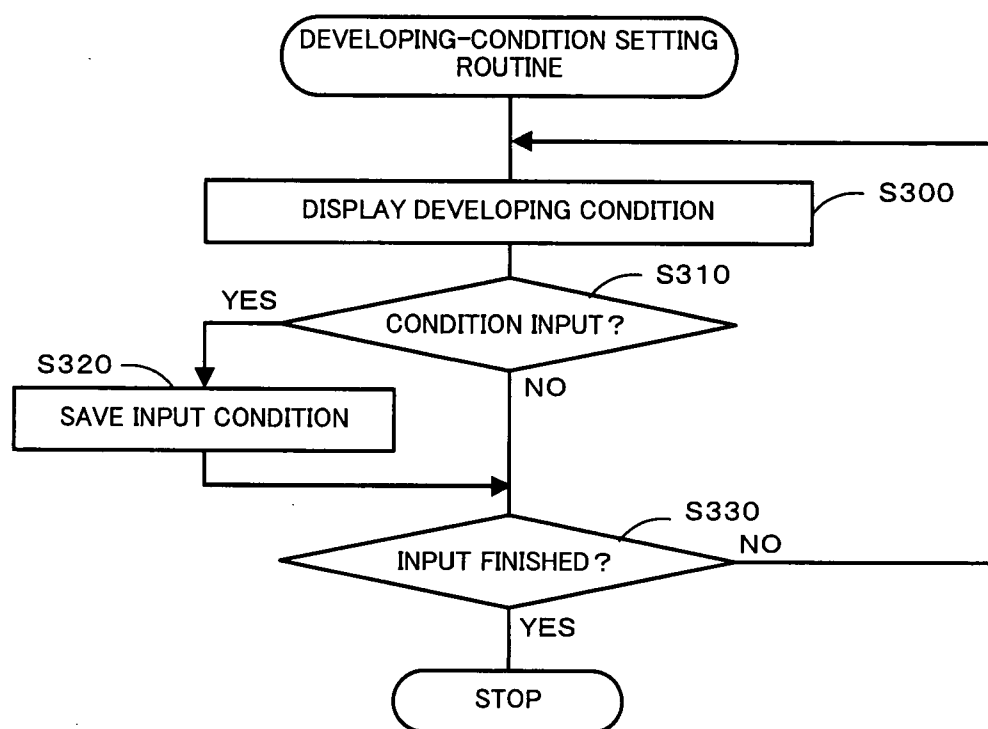 DEVELOPING-CONDITION SETTING
ROUTINE
DISPLAY DEVELOPING CONDITION
S300
S310
YES
CONDITION INPUT?
S320
NO
SAVE INPUT CONDITION
S330
INPUT FINISHED?
NO
YES
STOP